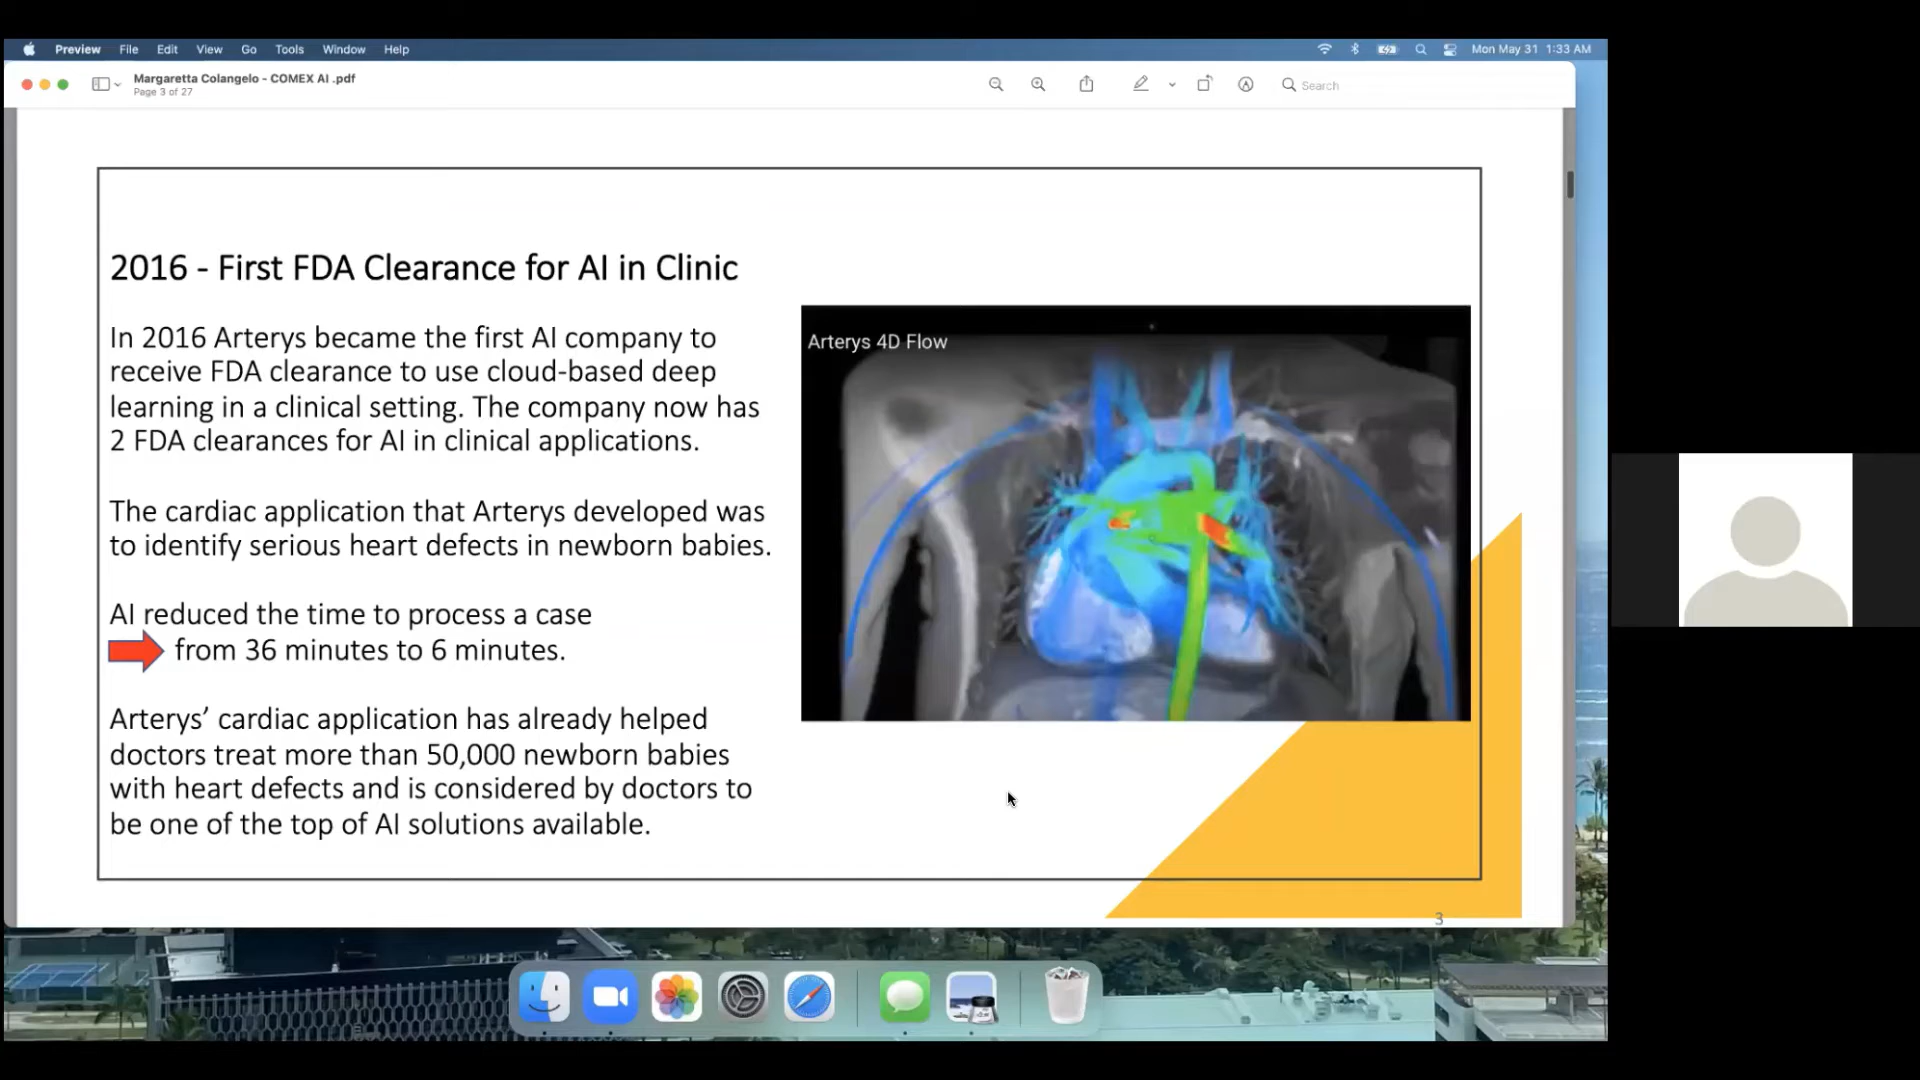 Preview File Edit View Go Tools Window Help
Mon May 31 1:33 AM
Margaretta Colangelo - COMEX AI .pdf
Page 3 of 27
Search
2016 - First FDA Clearance for AI in Clinic
In 2016 Arterys became the first AI company to
receive FDA clearance to use cloud-based deep
learning in a clinical setting. The company now has
2 FDA clearances for AI in clinical applications.
The cardiac application that Arterys developed was
to identify serious heart defects in newborn babies.
AI reduced the time to process a case
from 36 minutes to 6 minutes.
Arterys’ cardiac application has already helped
doctors treat more than 50,000 newborn babies
with heart defects and is considered by doctors to
be one of the top of AI solutions available.
Arterys 4D Flow
3